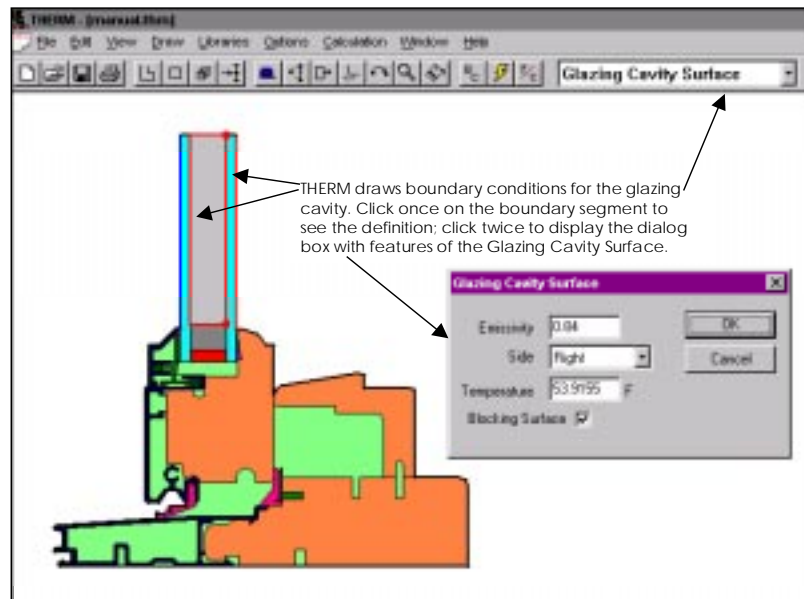 THERM - [manual.thm]
File Edit View Draw Libraries Options Calculation Window Help
Glazing Cavity Surface
THERM draws boundary conditions for the glazing
cavity. Click once on the boundary segment to
see the definition; click twice to display the dialog
box with features of the Glazing Cavity Surface.
Glazing Cavity Surface
Emissivity 0.84 OK
Side Right Cancel
Temperature 53.9155 F
Blocking Surface